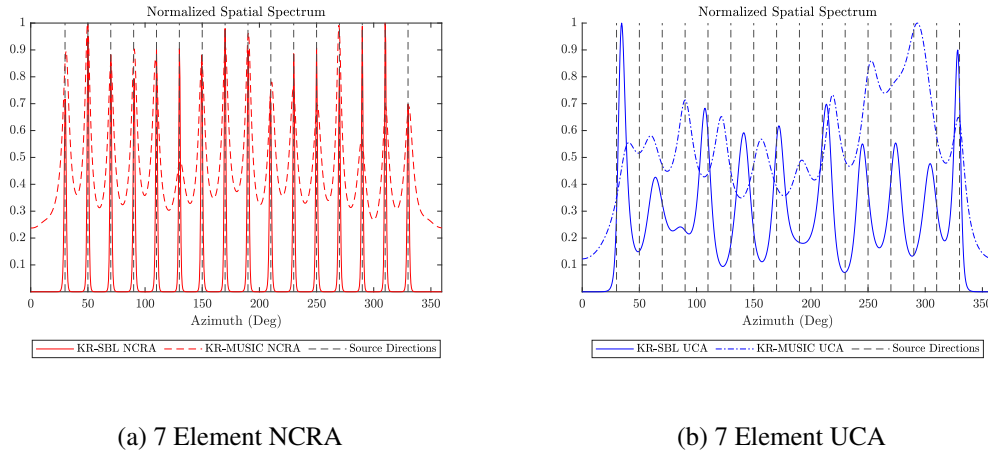 Normalized Spatial Spectrum
1
0.9
0.8
0.7
0.6
0.5
0.4
0.3
0.2
0.1
0 50 100 150 200 250 300 350
Azimuth (Deg)
KR-SBL NCRA KR-MUSIC NCRA Source Directions
(a) 7 Element NCRA
Normalized Spatial Spectrum
1
0.9
0.8
0.7
0.6
0.5
0.4
0.3
0.2
0.1
0 50 100 150 200 250 300 350
Azimuth (Deg)
KR-SBL UCA KR-MUSIC UCA Source Directions
(b) 7 Element UCA